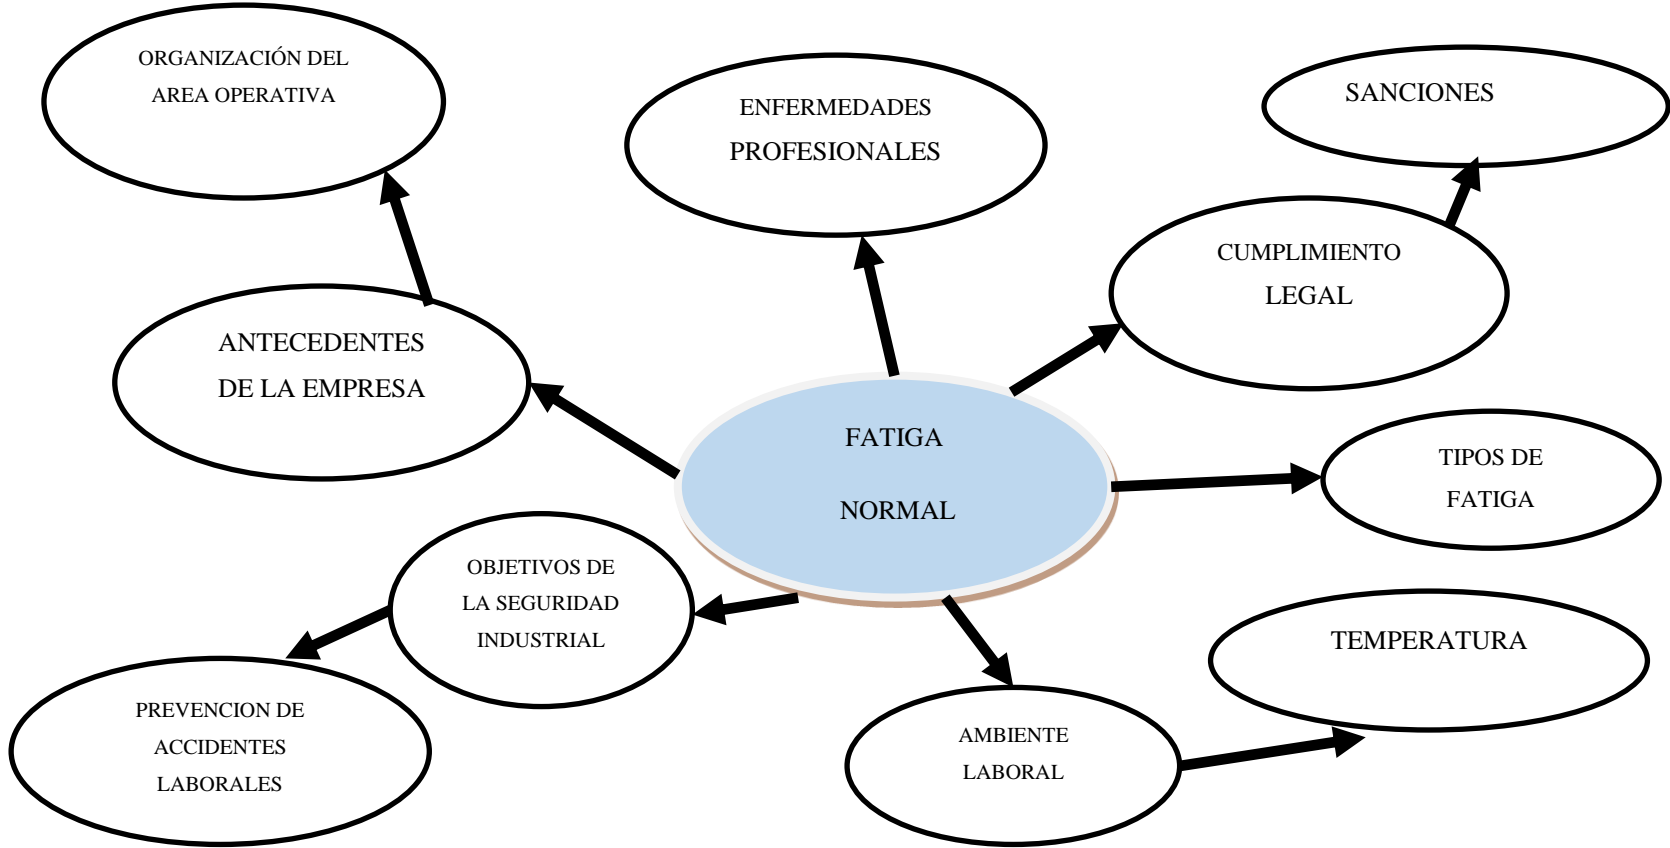 ORGANIZACIÓN DEL
AREA OPERATIVA
ENFERMEDADES
PROFESIONALES
SANCIONES
CUMPLIMIENTO
LEGAL
ANTECEDENTES
DE LA EMPRESA
FATIGA
NORMAL
TIPOS DE
FATIGA
OBJETIVOS DE
LA SEGURIDAD
INDUSTRIAL
TEMPERATURA
PREVENCION DE
ACCIDENTES
LABORALES
AMBIENTE
LABORAL